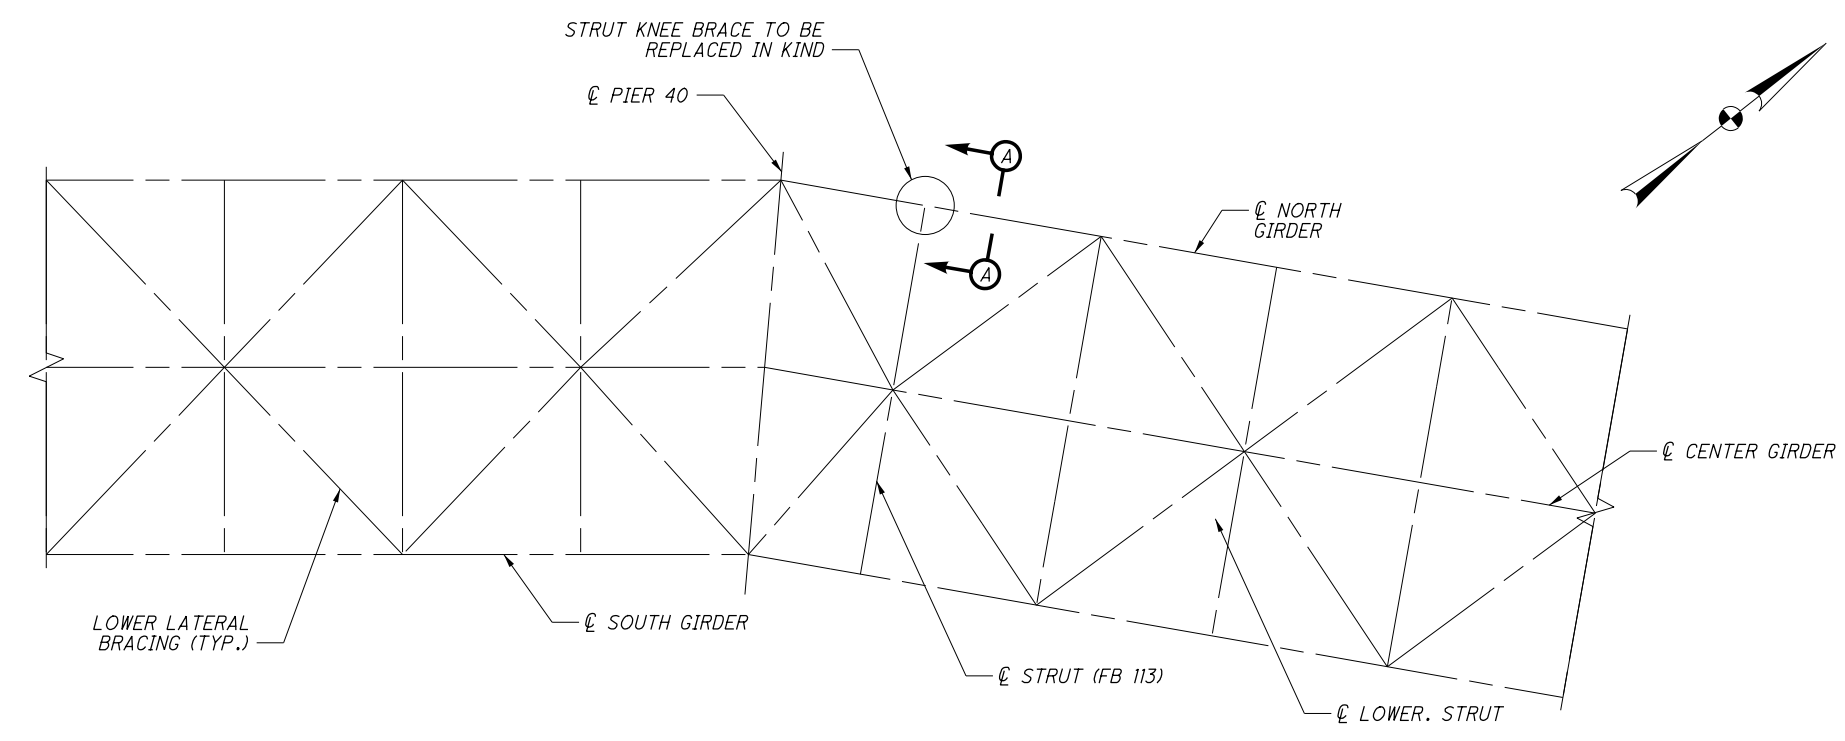 STRUT KNEE BRACE TO BE
REPLACED IN KIND
℄ PIER 40
A
A
℄ NORTH
GIRDER
℄ CENTER GIRDER
LOWER LATERAL
BRACING (TYP.)
℄ SOUTH GIRDER
℄ STRUT (FB 113)
℄ LOWER. STRUT